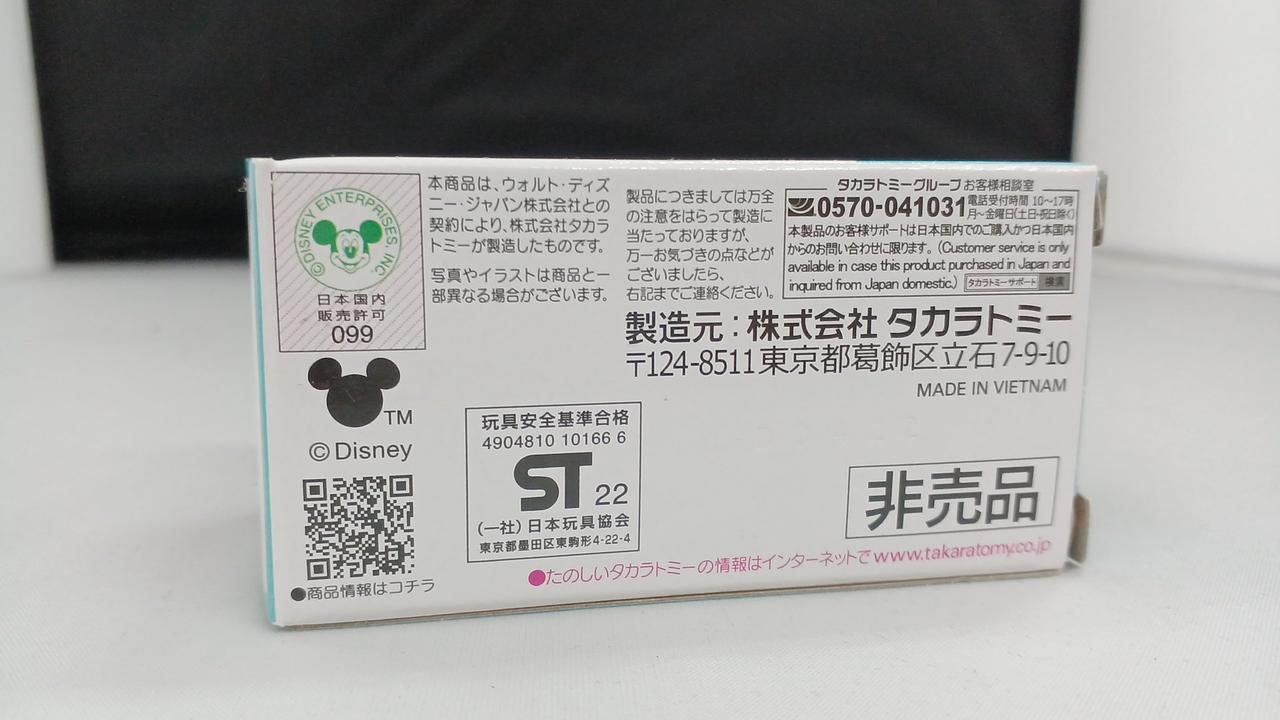 ©DISNEY ENTERPRISES, INC.
日本国内
販売許可
099
TM
©Disney
●商品情報はコチラ
本商品は、ウォルト・ディズ
ニー・ジャパン株式会社との
契約により、株式会社タカラ
トミーが製造したものです。
写真やイラストは商品と一
部異なる場合がございます。
製品につきましては万全
の注意をはらって製造に
当たっておりますが、
万一お気づきの点などが
ございましたら、
右記までご連絡ください。
タカラトミーグループ お客様相談室
0570-041031 電話受付時間 10〜17時
月〜金曜日(土日・祝日除く)
本製品のお客様サポートは日本国内でのご購入かつ日本国内
からのお問い合わせに限ります。(Customer service is only
available in case this product purchased in Japan and
inquired from Japan domestic.) タカラトミーサポート 検索
製造元：株式会社 タカラトミー
〒124-8511東京都葛飾区立石7-9-10
MADE IN VIETNAM
玩具安全基準合格
4904810 10166 6
ST 22
(一社)日本玩具協会
東京都墨田区東駒形4-22-4
非売品
●たのしいタカラトミーの情報はインターネットで www.takaratomy.co.jp